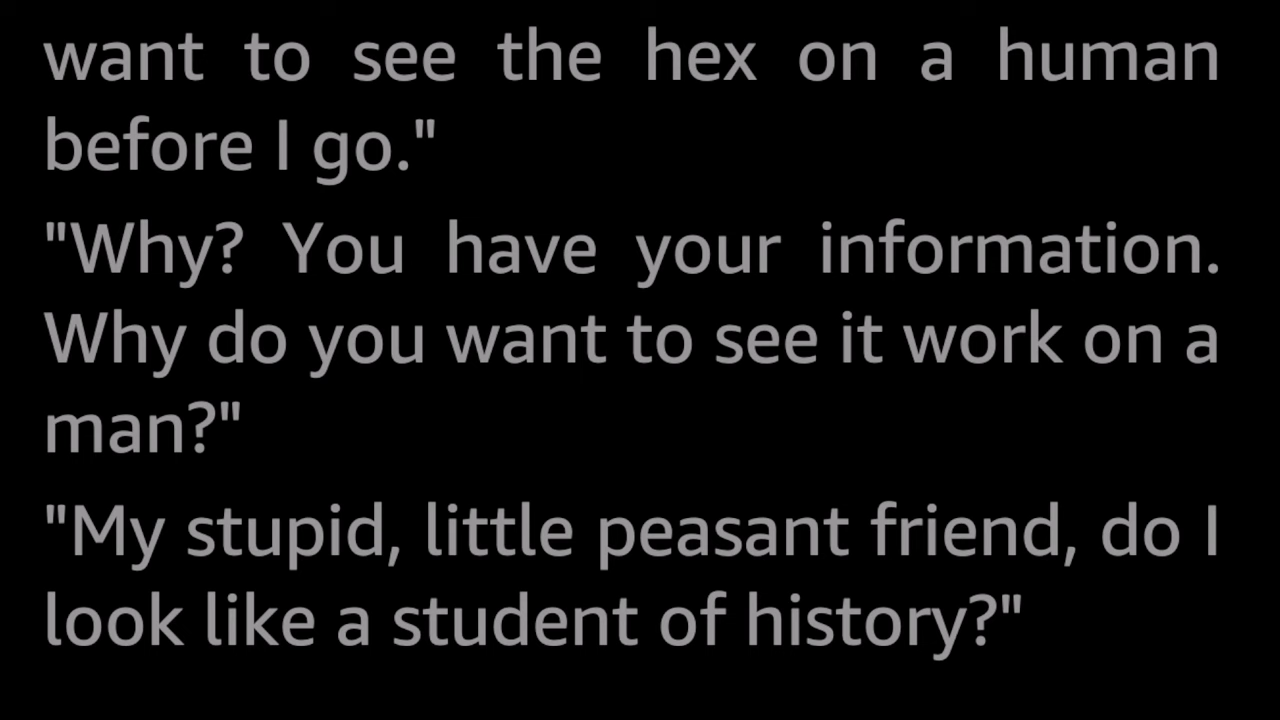 want to see the hex on a human
before I go."
"Why? You have your information.
Why do you want to see it work on a
man?"
"My stupid, little peasant friend, do I
look like a student of history?"